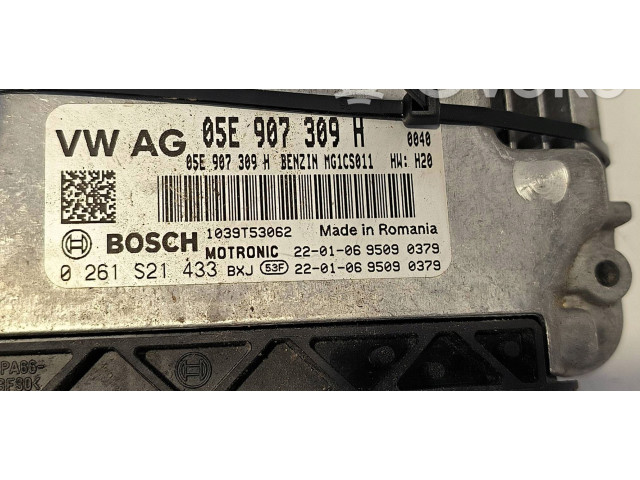 VW AG 05E 907 309 H 0040
05E 907 309 H BENZIN MG1CS011 HW: H20
BOSCH 1039T53062 Made in Romania
MOTRONIC 22-01-06 9509 0379
0 261 S21 433 BXJ 53F 22-01-06 9509 0379
PA66-